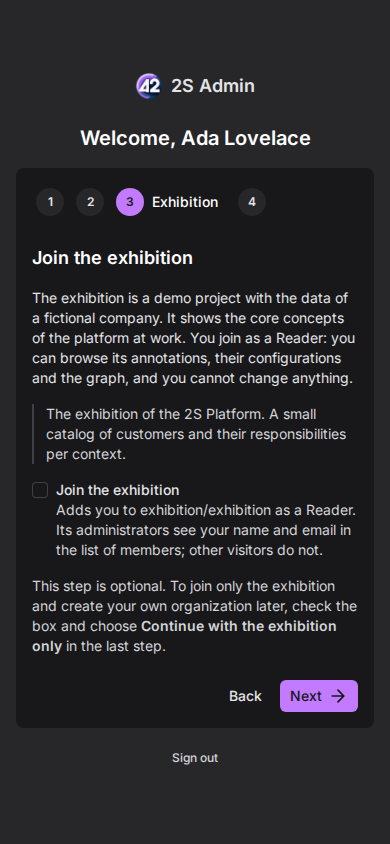 2S Admin
Welcome, Ada Lovelace
1 2 3 Exhibition 4
Join the exhibition
The exhibition is a demo project with the data of
a fictional company. It shows the core concepts
of the platform at work. You join as a Reader: you
can browse its annotations, their configurations
and the graph, and you cannot change anything.
The exhibition of the 2S Platform. A small
catalog of customers and their responsibilities
per context.
Join the exhibition
Adds you to exhibition/exhibition as a Reader.
Its administrators see your name and email in
the list of members; other visitors do not.
This step is optional. To join only the exhibition
and create your own organization later, check the
box and choose Continue with the exhibition
only in the last step.
Back Next
Sign out